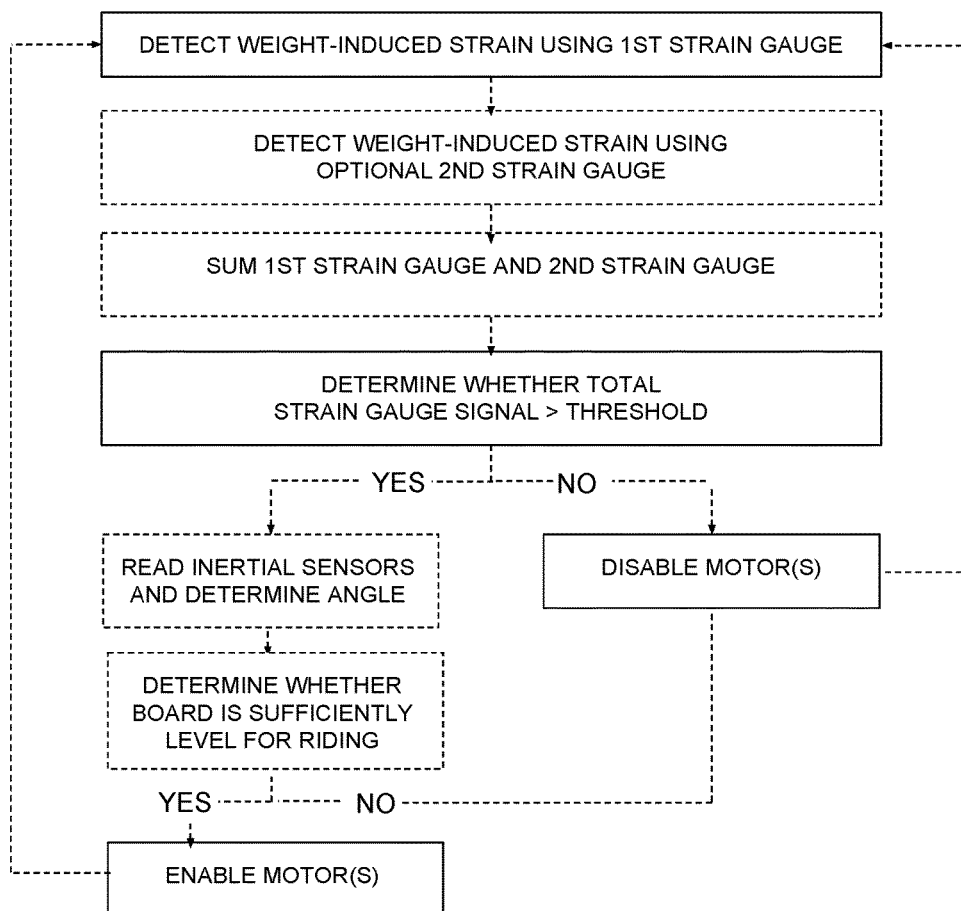 DETECT WEIGHT-INDUCED STRAIN USING 1ST STRAIN GAUGE
DETECT WEIGHT-INDUCED STRAIN USING
OPTIONAL 2ND STRAIN GAUGE
SUM 1ST STRAIN GAUGE AND 2ND STRAIN GAUGE
DETERMINE WHETHER TOTAL
STRAIN GAUGE SIGNAL > THRESHOLD
YES
NO
READ INERTIAL SENSORS
AND DETERMINE ANGLE
DISABLE MOTOR(S)
DETERMINE WHETHER
BOARD IS SUFFICIENTLY
LEVEL FOR RIDING
YES
NO
ENABLE MOTOR(S)